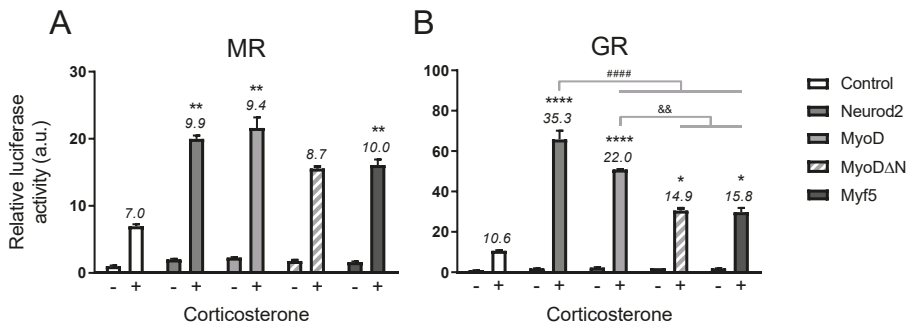 A
MR
B
GR
Relative luciferase
activity (a.u.)
30
20
10
0
7.0
**
9.9
**
9.4
8.7
**
10.0
- + - + - + - + - +
Corticosterone
100
80
60
40
20
0
10.6
****
35.3
****
22.0
*
14.9
*
15.8
####
&&
- + - + - + - + - +
Corticosterone
Control
Neurod2
MyoD
MyoDΔN
Myf5